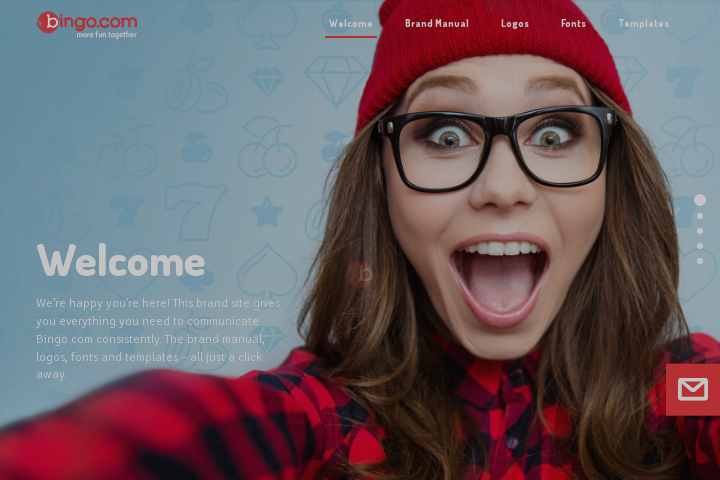 bingo.com
more fun together
Welcome
Brand Manual
Logos
Fonts
Templates
Welcome
We're happy you're here! This brand site gives
you everything you need to communicate
Bingo.com consistently. The brand manual,
logos, fonts and templates – all just a click
away.
b